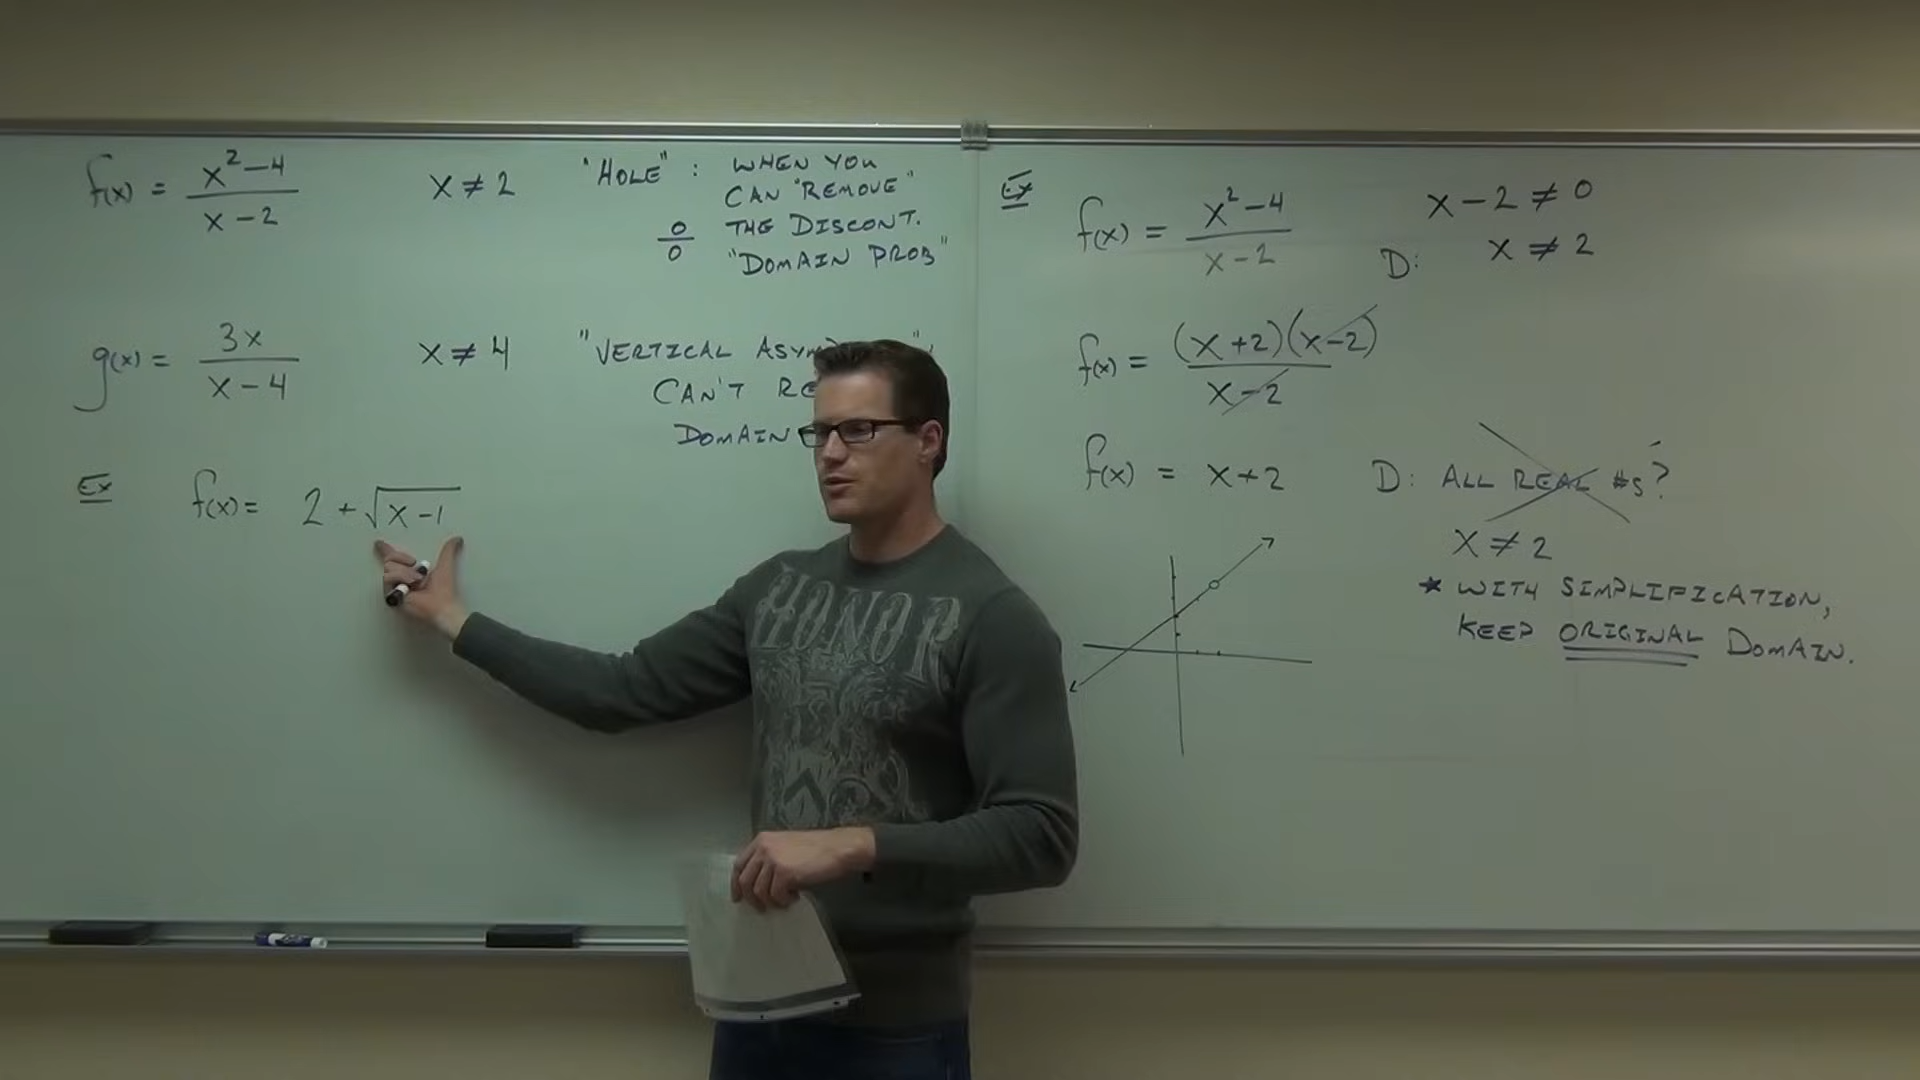 f(x) = x²-4 / x-2   x ≠ 2
"HOLE" : WHEN YOU
CAN "REMOVE"
0/0 THE DISCONT.
"DOMAIN PROB"
g(x) = 3x / x-4   x ≠ 4
"VERTICAL
CAN'T
DOMAIN
Ex f(x) = 2 + √x-1
Ex f(x) = x²-4 / x-2   x-2 ≠ 0
D: x ≠ 2
f(x) = (x+2)(x-2) / x-2
f(x) = x+2   D: ALL REAL #s?
x ≠ 2
* WITH SIMPLIFICATION,
KEEP ORIGINAL DOMAIN.
HONOR